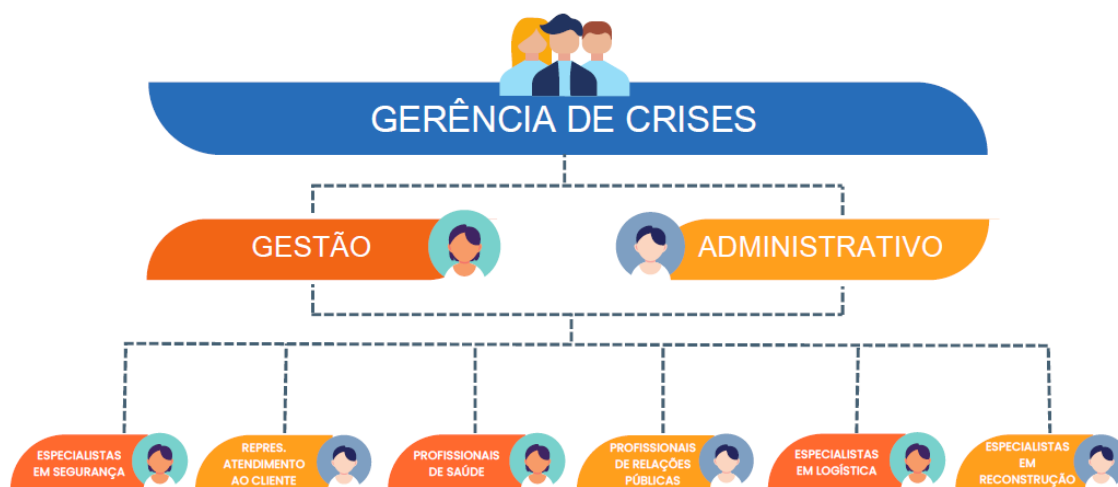 GERÊNCIA DE CRISES
GESTÃO
ADMINISTRATIVO
ESPECIALISTAS
EM SEGURANÇA
REPRES.
ATENDIMENTO
AO CLIENTE
PROFISSIONAIS
DE SAÚDE
PROFISSIONAIS
DE RELAÇÕES
PÚBLICAS
ESPECIALISTAS
EM LOGÍSTICA
ESPECIALISTAS
EM
RECONSTRUÇÃO